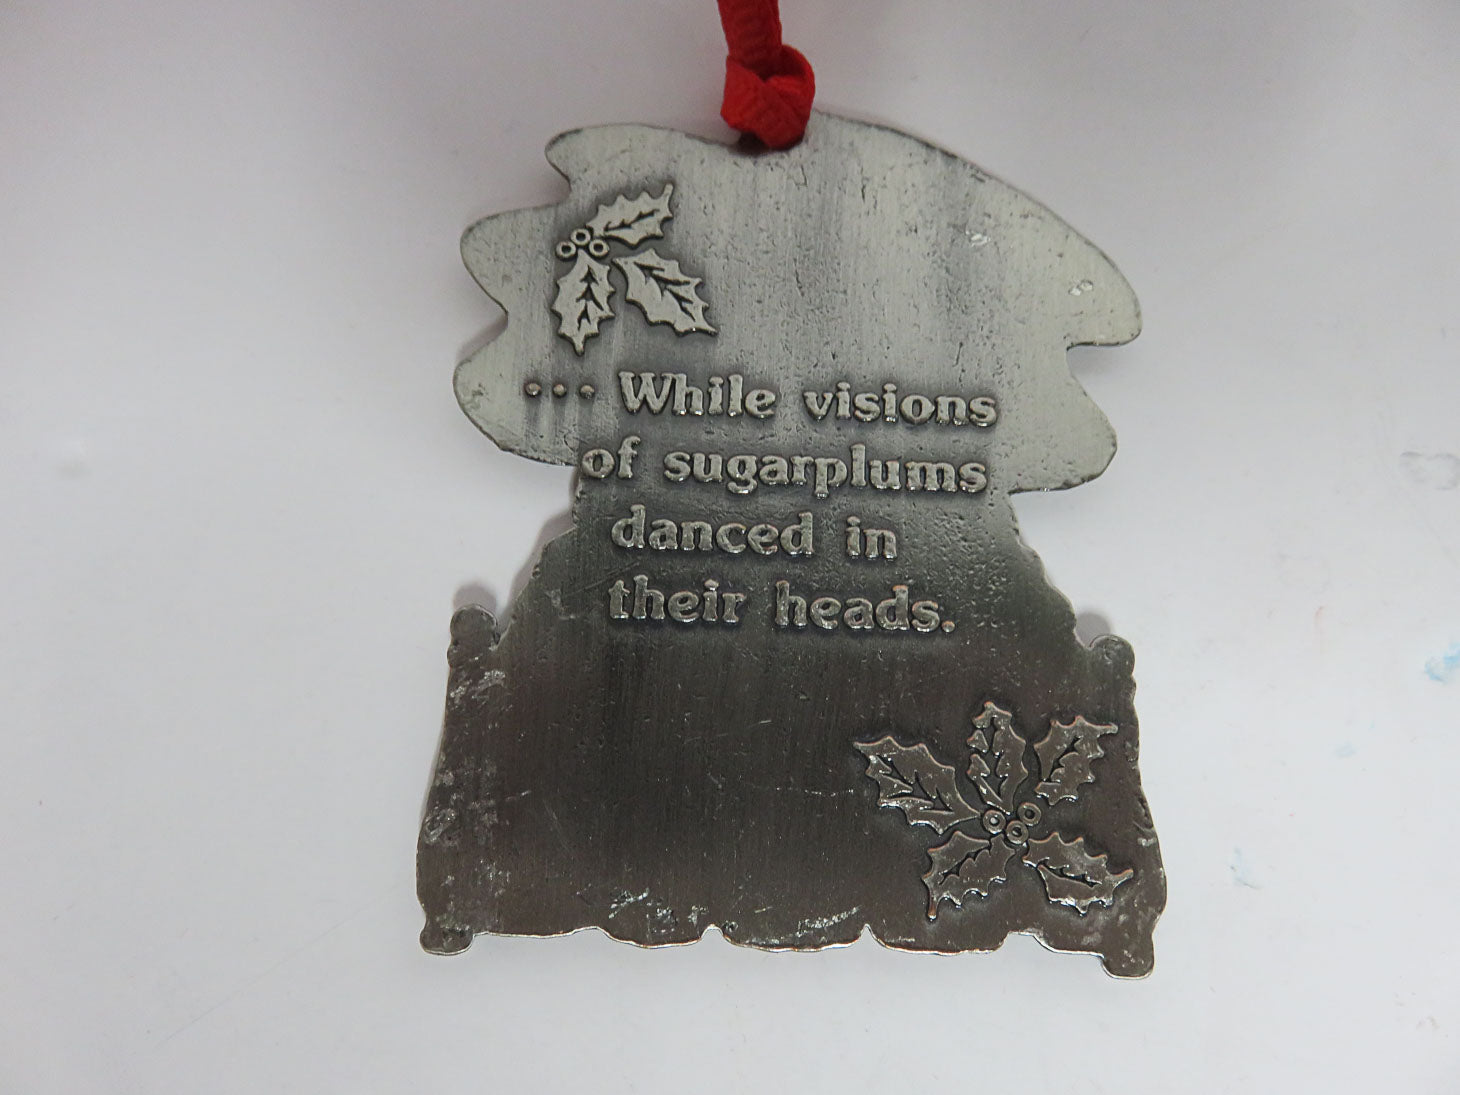 ... While visions
of sugarplums
danced in
their heads.